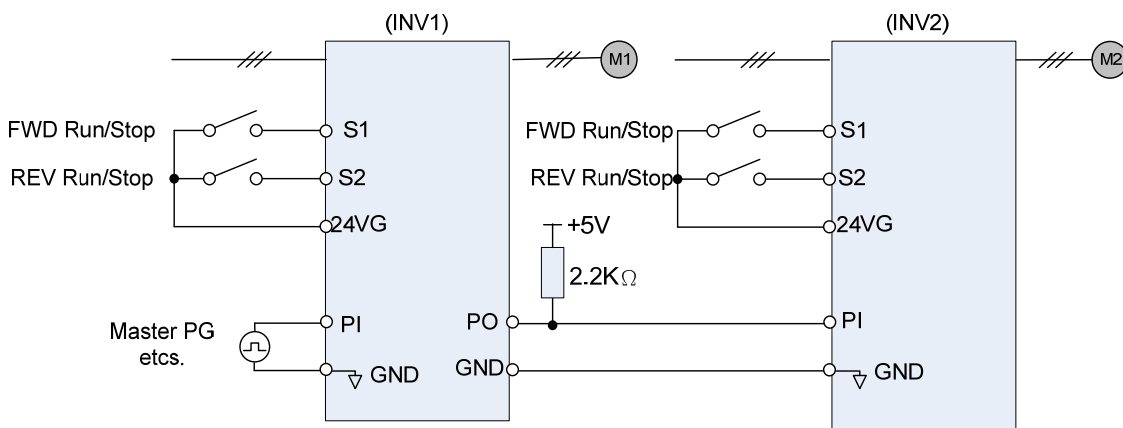 (INV1)
(INV2)
M1
M2
FWD Run/Stop
S1
FWD Run/Stop
S1
REV Run/Stop
S2
REV Run/Stop
S2
24VG
+5V
24VG
2.2KΩ
Master PG
etcs.
PI
PO
PI
GND
GND
GND